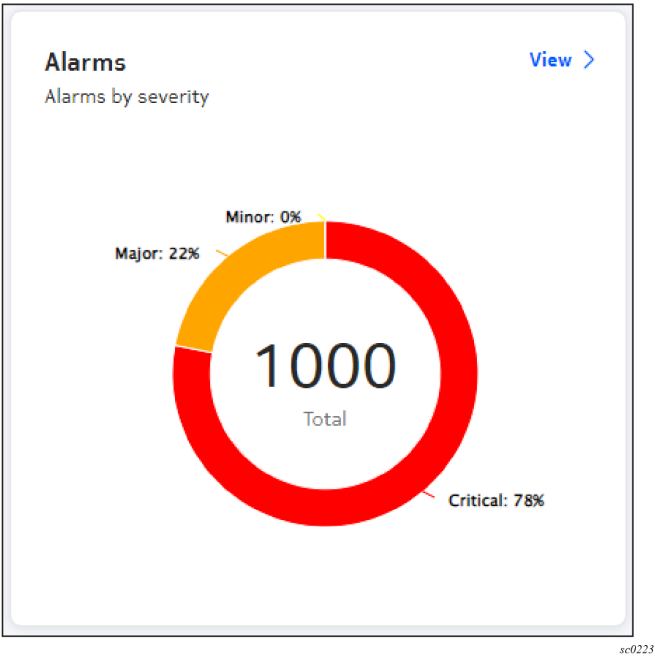 Alarms
View
Alarms by severity
Minor: 0%
Major: 22%
1000
Total
Critical: 78%
sc0223